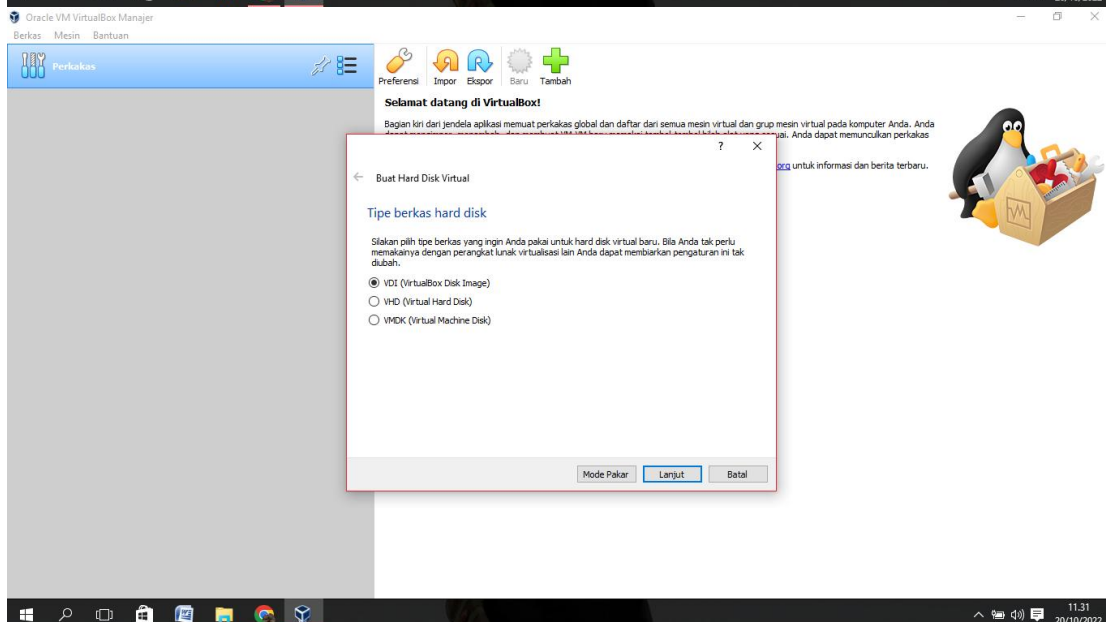 Oracle VM VirtualBox Manajer
Berkas Mesin Bantuan
Perkakas
Preferensi Impor Ekspor Baru Tambah
Selamat datang di VirtualBox!
Bagian kiri dari jendela aplikasi memuat perkakas global dan daftar dari semua mesin virtual dan grup mesin virtual pada komputer Anda. Anda
Anda dapat memunculkan perkakas
org untuk informasi dan berita terbaru.
?
Buat Hard Disk Virtual
Tipe berkas hard disk
Silakan pilih tipe berkas yang ingin Anda pakai untuk hard disk virtual baru. Bila Anda tak perlu
memakainya dengan perangkat lunak virtualisasi lain Anda dapat membiarkan pengaturan ini tak
diubah.
VDI (VirtualBox Disk Image)
VHD (Virtual Hard Disk)
VMDK (Virtual Machine Disk)
Mode Pakar Lanjut Batal
11.31
20/10/2022